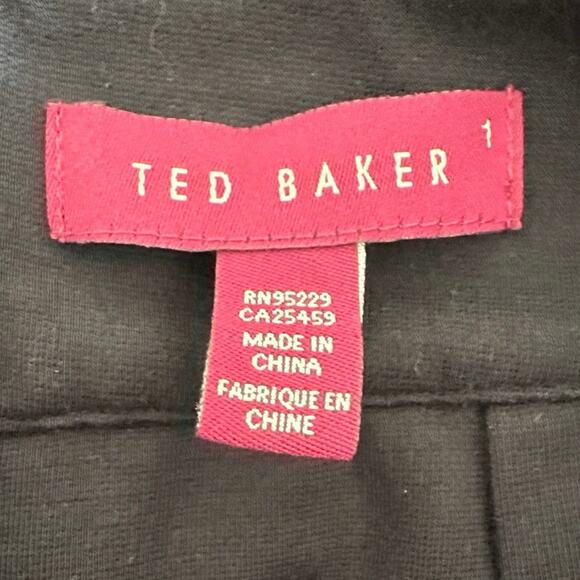 TED BAKER 1
RN95229
CA25459
MADE IN
CHINA
FABRIQUE EN
CHINE